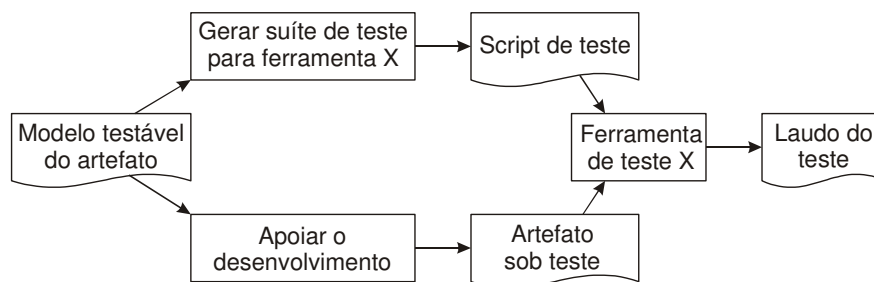 Gerar suíte de teste
para ferramenta X
Script de teste
Modelo testável
do artefato
Ferramenta
de teste X
Laudo do
teste
Apoiar o
desenvolvimento
Artefato
sob teste